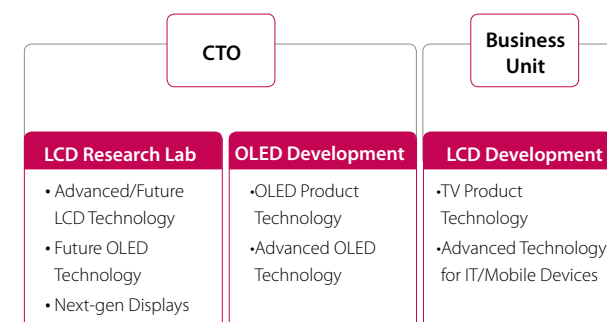 CTO
Business
Unit
LCD Research Lab
• Advanced/Future
LCD Technology
• Future OLED
Technology
• Next-gen Displays
OLED Development
•OLED Product
Technology
•Advanced OLED
Technology
LCD Development
•TV Product
Technology
•Advanced Technology
for IT/Mobile Devices